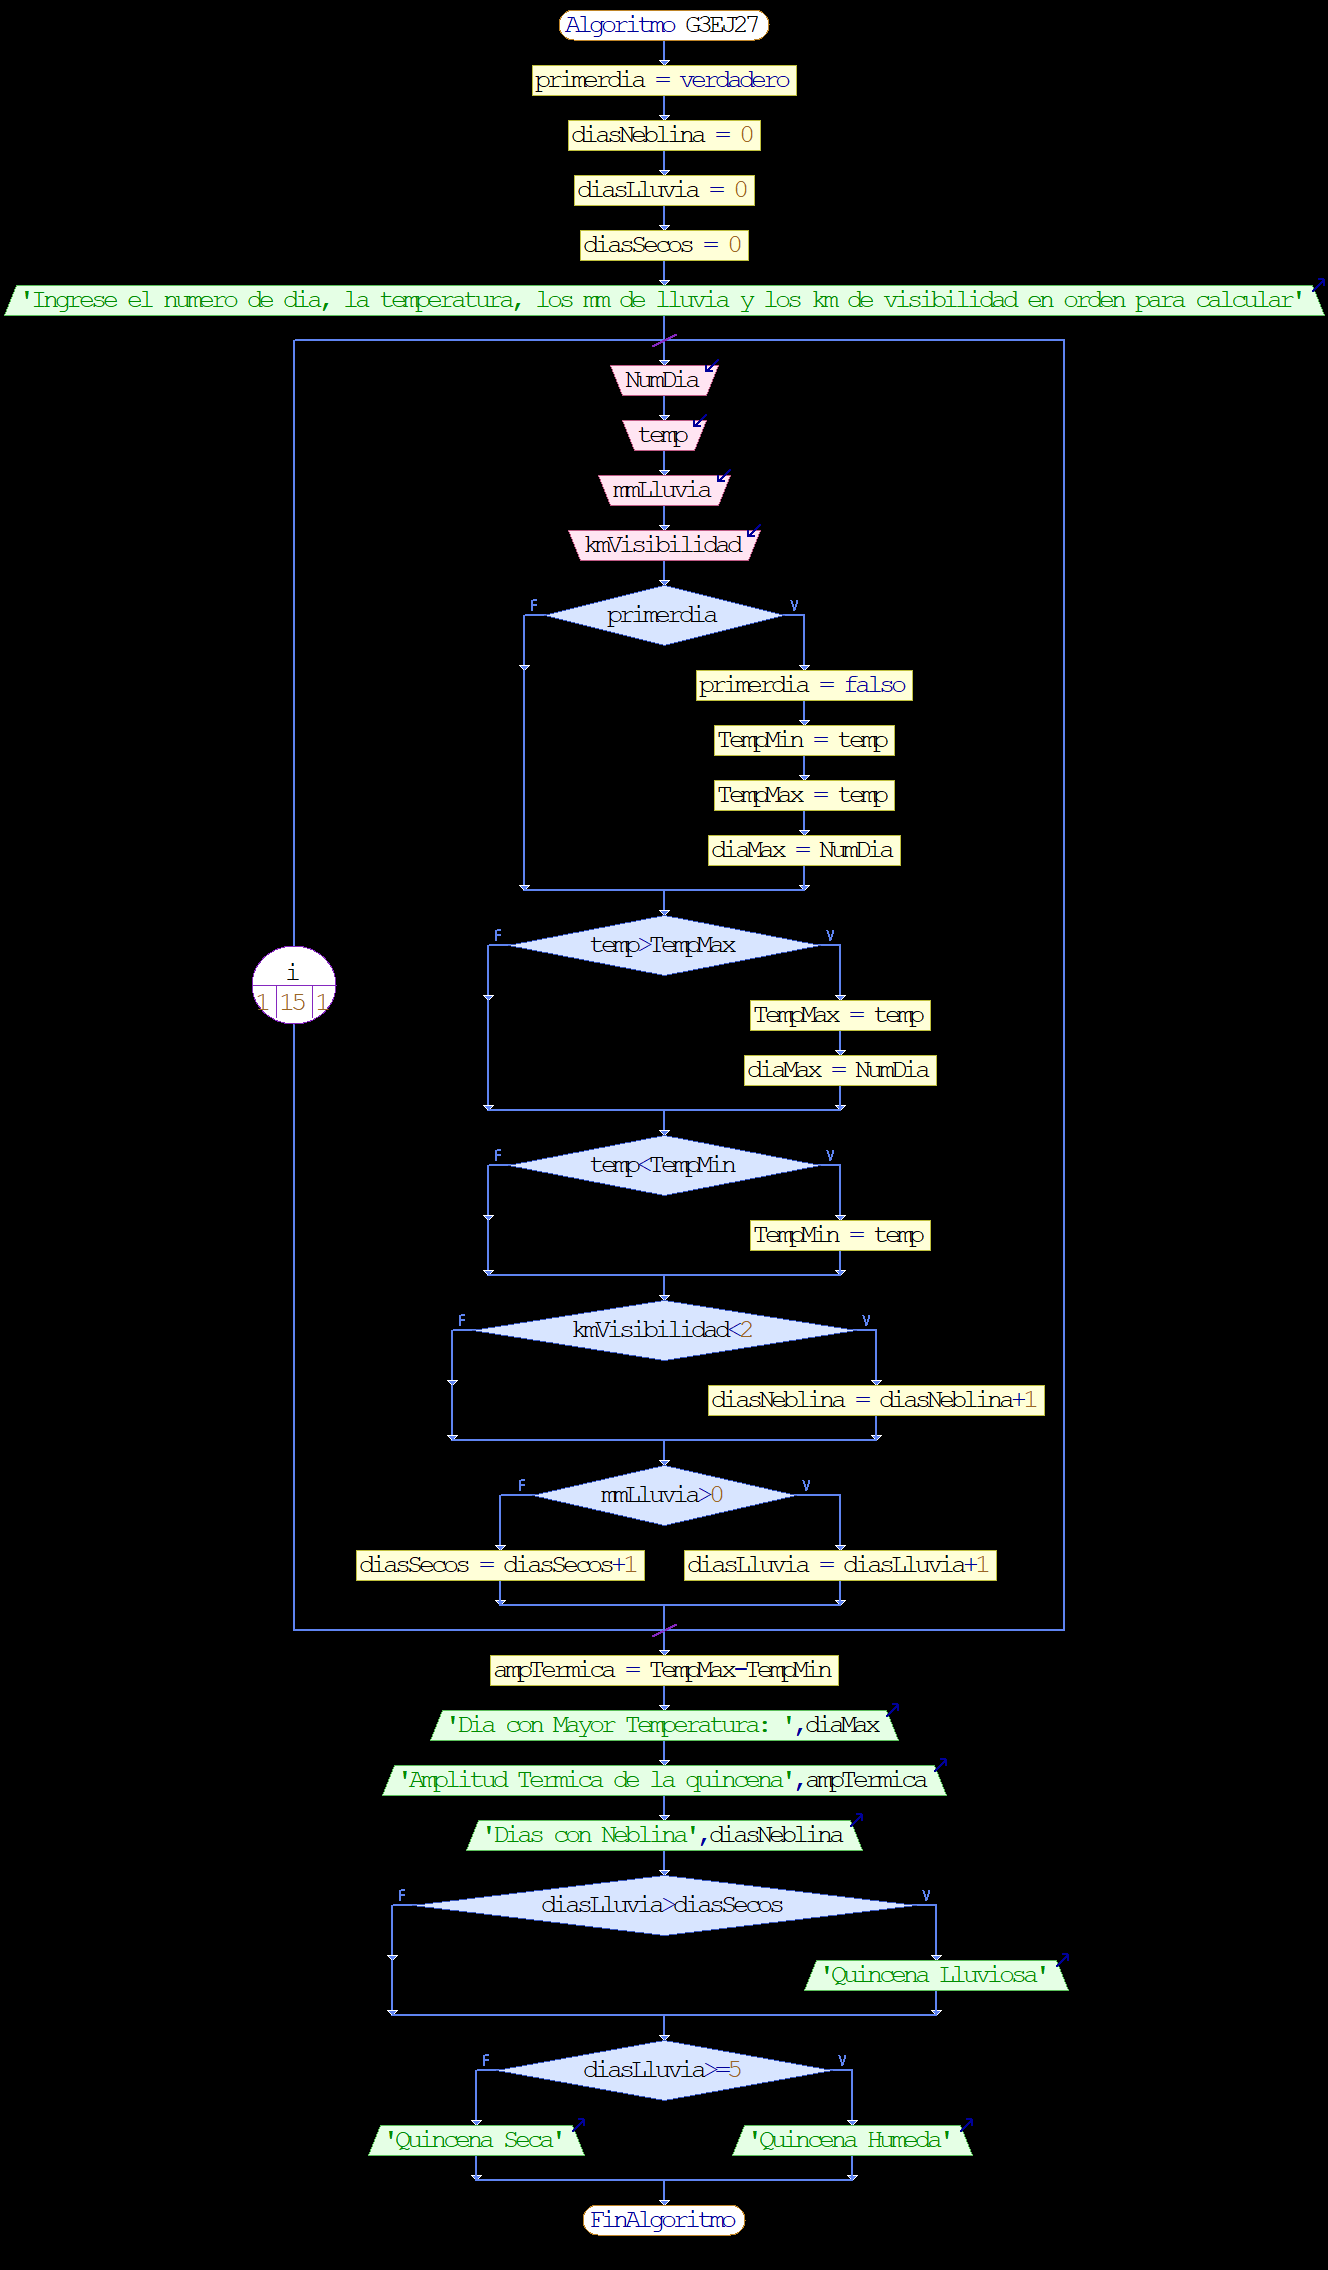 Algoritmo G3EJ27
primerdia = verdadero
diasNeblina = 0
diasLluvia = 0
diasSecos = 0
'Ingrese el numero de dia, la temperatura, los mm de lluvia y los km de visibilidad en orden para calcular'
NumDia
temp
mmLluvia
kmVisibilidad
F V
primerdia
primerdia = falso
TempMin = temp
TempMax = temp
diaMax = NumDia
F V
temp>TempMax
i
1 15 1
TempMax = temp
diaMax = NumDia
F V
temp<TempMin
TempMin = temp
F V
kmVisibilidad<2
diasNeblina = diasNeblina+1
F V
mmLluvia>0
diasSecos = diasSecos+1 diasLluvia = diasLluvia+1
ampTermica = TempMax-TempMin
'Dia con Mayor Temperatura: ',diaMax
'Amplitud Termica de la quincena',ampTermica
'Dias con Neblina',diasNeblina
F V
diasLluvia>diasSecos
'Quincena Lluviosa'
F V
diasLluvia>=5
'Quincena Seca' 'Quincena Humeda'
FinAlgoritmo